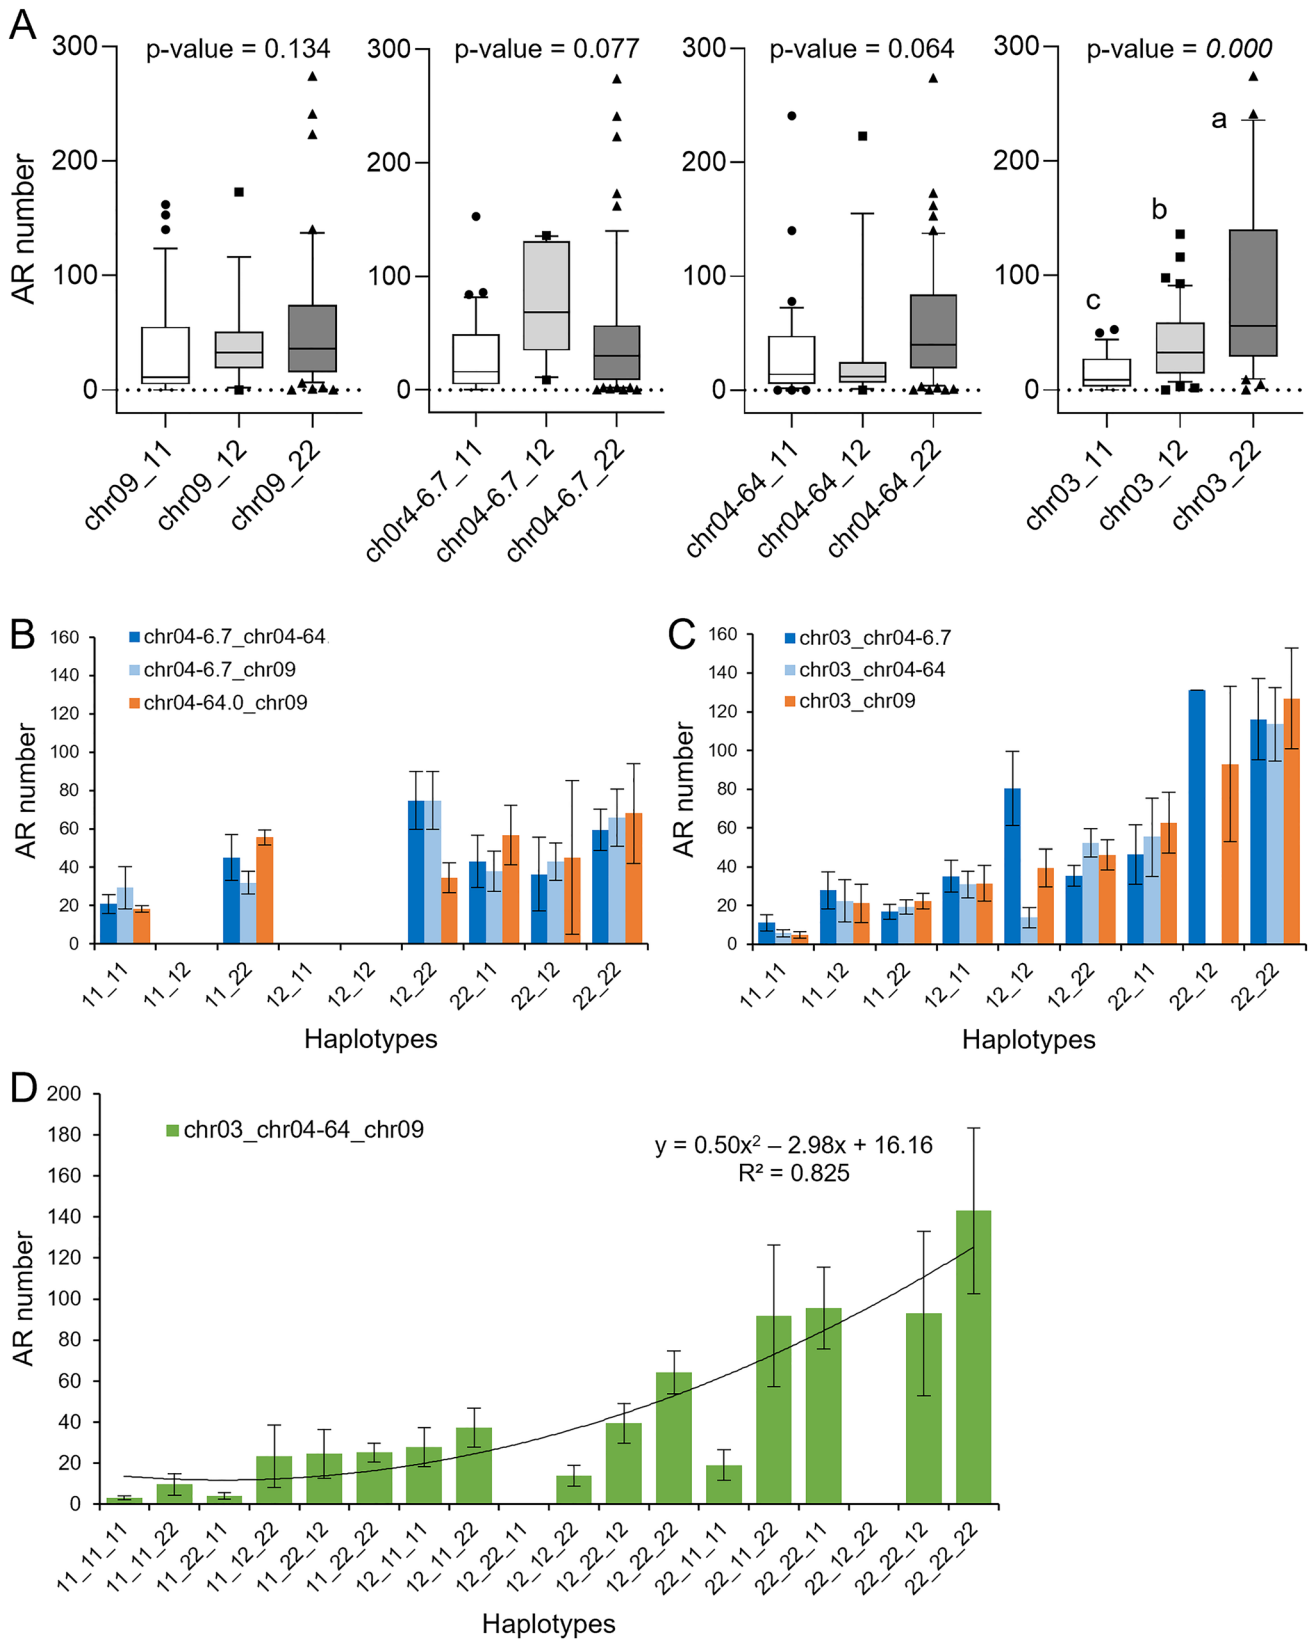 A
p-value = 0.134
p-value = 0.077
p-value = 0.064
p-value = 0.000
AR number
300
200
100
0
300
200
100
0
300
200
100
0
300
200
100
0
c
b
a
chr09_11
chr09_12
chr09_22
ch0r4-6.7_11
chr04-6.7_12
chr04-6.7_22
chr04-64_11
chr04-64_12
chr04-64_22
chr03_11
chr03_12
chr03_22
B
chr04-6.7_chr04-64.
chr04-6.7_chr09
chr04-64.0_chr09
AR number
160
140
120
100
80
60
40
20
0
11_11
11_12
11_22
12_11
12_12
12_22
22_11
22_12
22_22
Haplotypes
C
chr03_chr04-6.7
chr03_chr04-64
chr03_chr09
AR number
160
140
120
100
80
60
40
20
0
11_11
11_12
11_22
12_11
12_12
12_22
22_11
22_12
22_22
Haplotypes
D
chr03_chr04-64_chr09
y = 0.50x² – 2.98x + 16.16
R² = 0.825
AR number
200
180
160
140
120
100
80
60
40
20
0
11_11_11
11_11_22
11_22_11
11_12_22
11_22_12
11_22_22
12_11_11
12_11_22
12_22_11
12_12_22
12_22_12
12_22_22
22_11_11
22_11_22
22_22_11
22_12_22
22_22_12
22_22_22
Haplotypes